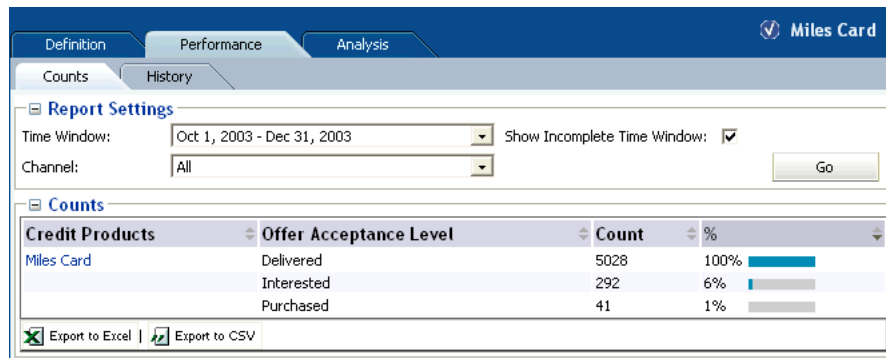 Miles Card
Definition Performance Analysis
Counts History
Report Settings
Time Window: Oct 1, 2003 - Dec 31, 2003 Show Incomplete Time Window:
Channel: All Go
Counts
Credit Products Offer Acceptance Level Count %
Miles Card Delivered 5028 100%
Interested 292 6%
Purchased 41 1%
Export to Excel | Export to CSV